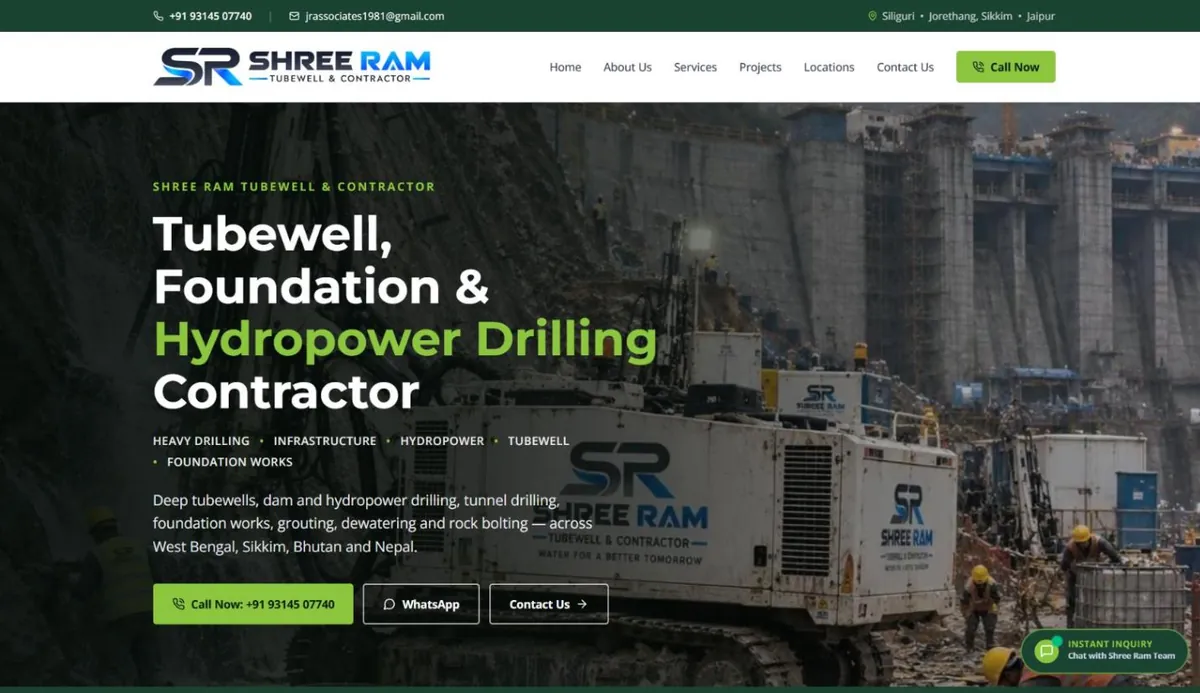 +91 93145 07740 | jrassociates1981@gmail.com
Siliguri • Jorethang, Sikkim • Jaipur
SR SHREE RAM
TUBEWELL & CONTRACTOR
Home About Us Services Projects Locations Contact Us Call Now
SHREE RAM TUBEWELL & CONTRACTOR
Tubewell,
Foundation &
Hydropower Drilling
Contractor
HEAVY DRILLING • INFRASTRUCTURE • HYDROPOWER • TUBEWELL
• FOUNDATION WORKS
Deep tubewells, dam and hydropower drilling, tunnel drilling,
foundation works, grouting, dewatering and rock bolting — across
West Bengal, Sikkim, Bhutan and Nepal.
Call Now: +91 93145 07740 WhatsApp Contact Us →
SR
SHREE RAM
TUBEWELL & CONTRACTOR
WATER FOR A BETTER TOMORROW
SR
SR
SHREE RAM
INSTANT INQUIRY
Chat with Shree Ram Team